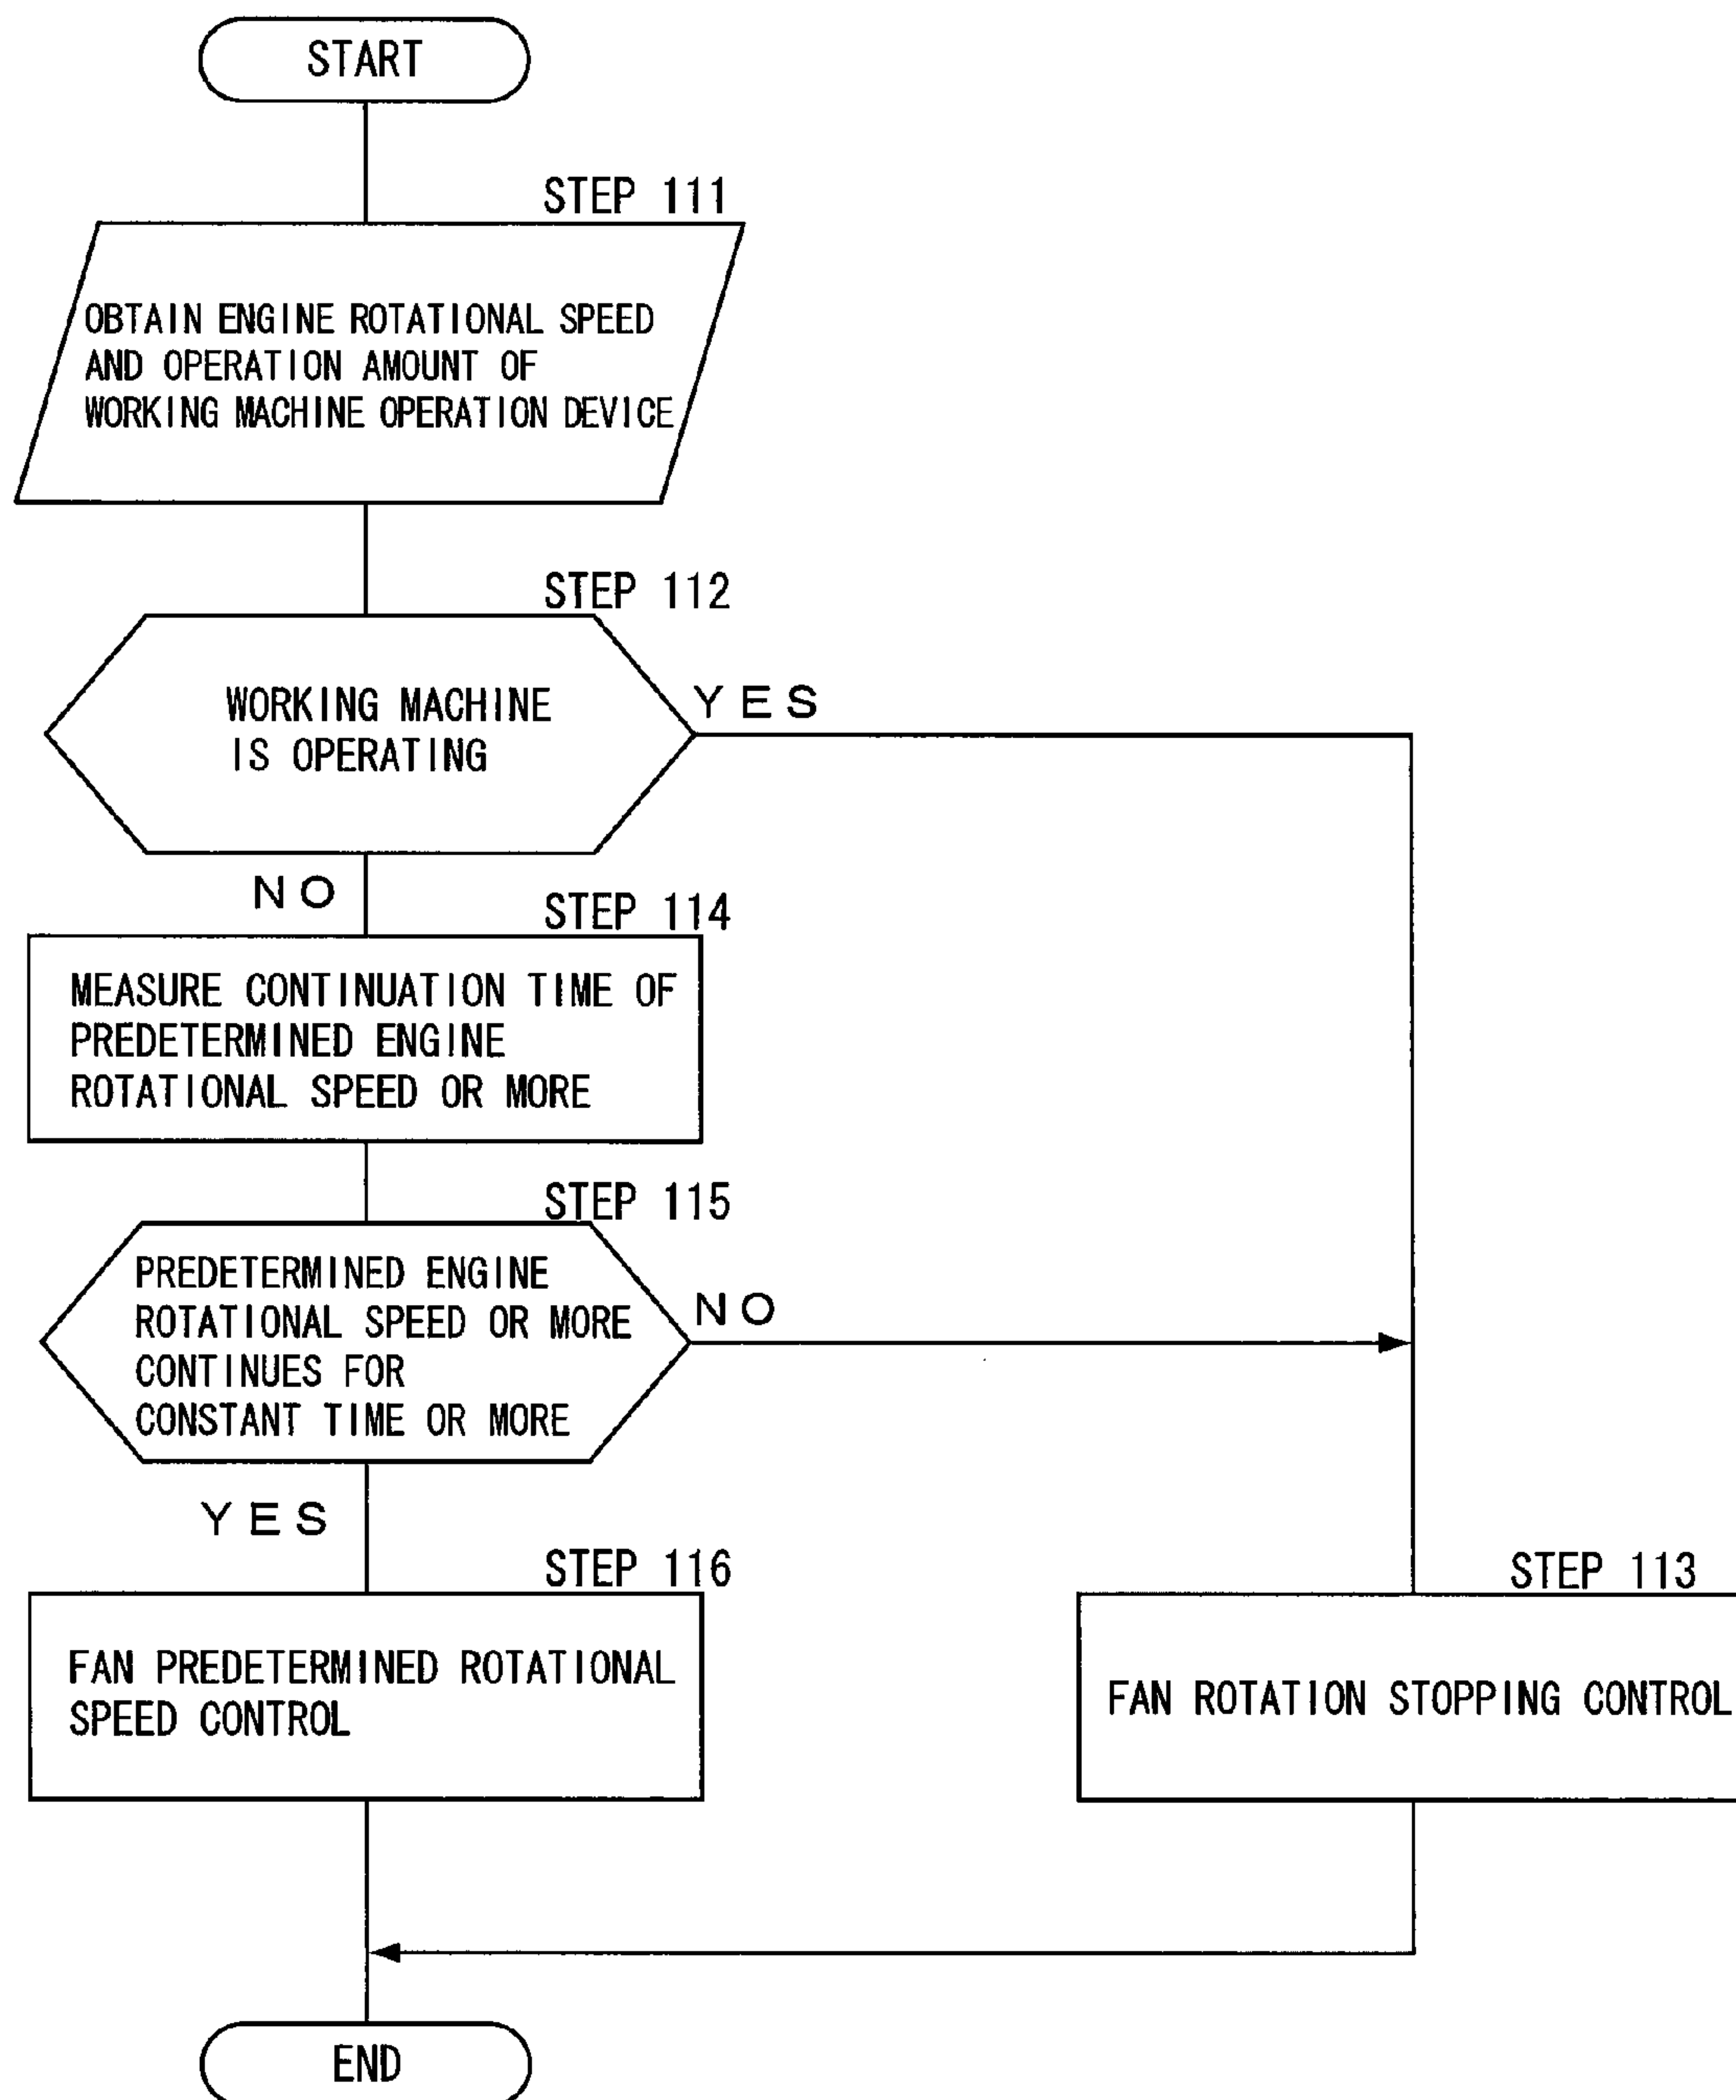 START
STEP 111
OBTAIN ENGINE ROTATIONAL SPEED
AND OPERATION AMOUNT OF
WORKING MACHINE OPERATION DEVICE
STEP 112
WORKING MACHINE
IS OPERATING
YES
NO
STEP 114
MEASURE CONTINUATION TIME OF
PREDETERMINED ENGINE
ROTATIONAL SPEED OR MORE
STEP 115
PREDETERMINED ENGINE
ROTATIONAL SPEED OR MORE
CONTINUES FOR
CONSTANT TIME OR MORE
NO
YES
STEP 116
FAN PREDETERMINED ROTATIONAL
SPEED CONTROL
STEP 113
FAN ROTATION STOPPING CONTROL
END